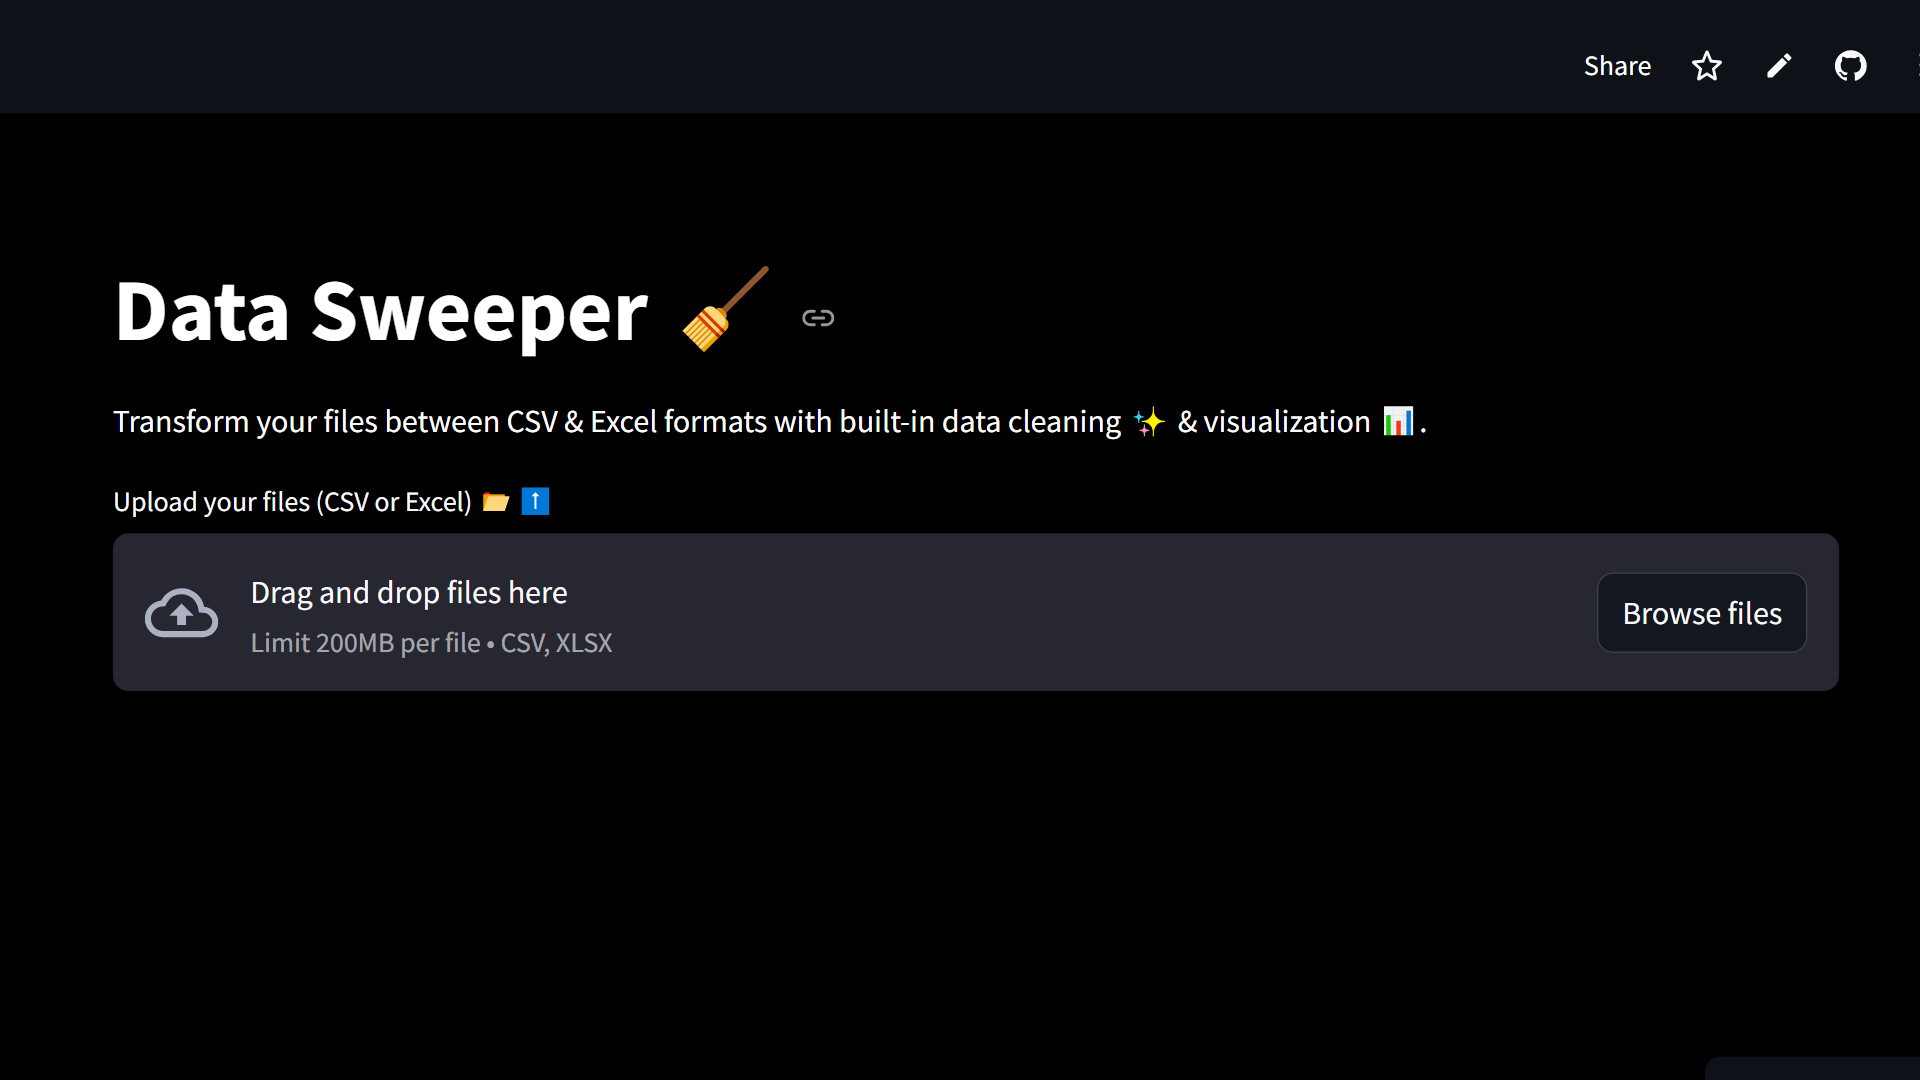 Share
Data Sweeper 🧹
Transform your files between CSV & Excel formats with built-in data cleaning ✨ & visualization 📊.
Upload your files (CSV or Excel) 📂 ⬆️
Drag and drop files here
Limit 200MB per file • CSV, XLSX
Browse files